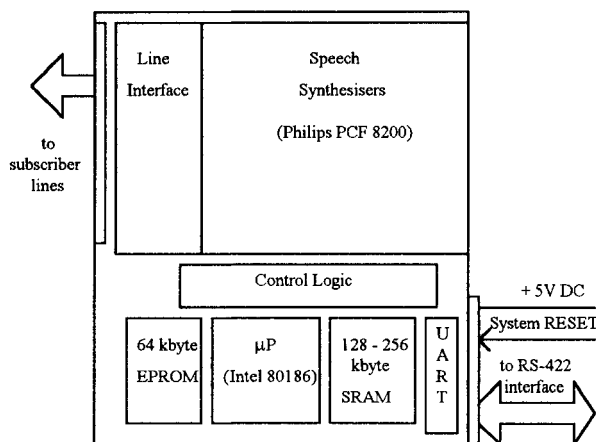 Line
Interface
Speech
Synthesisers
(Philips PCF 8200)
to
subscriber
lines
Control Logic
+ 5V DC
System RESET
64 kbyte
EPROM
μP
(Intel 80186)
128 - 256
kbyte
SRAM
U
A
R
T
to RS-422
interface